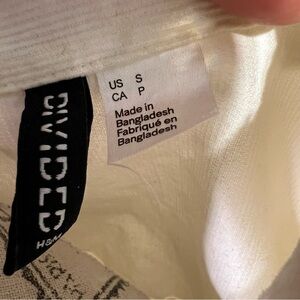 DIVIDED
H&M
US S
CA P
Made in
Bangladesh
Fabriqué en
Bangladesh